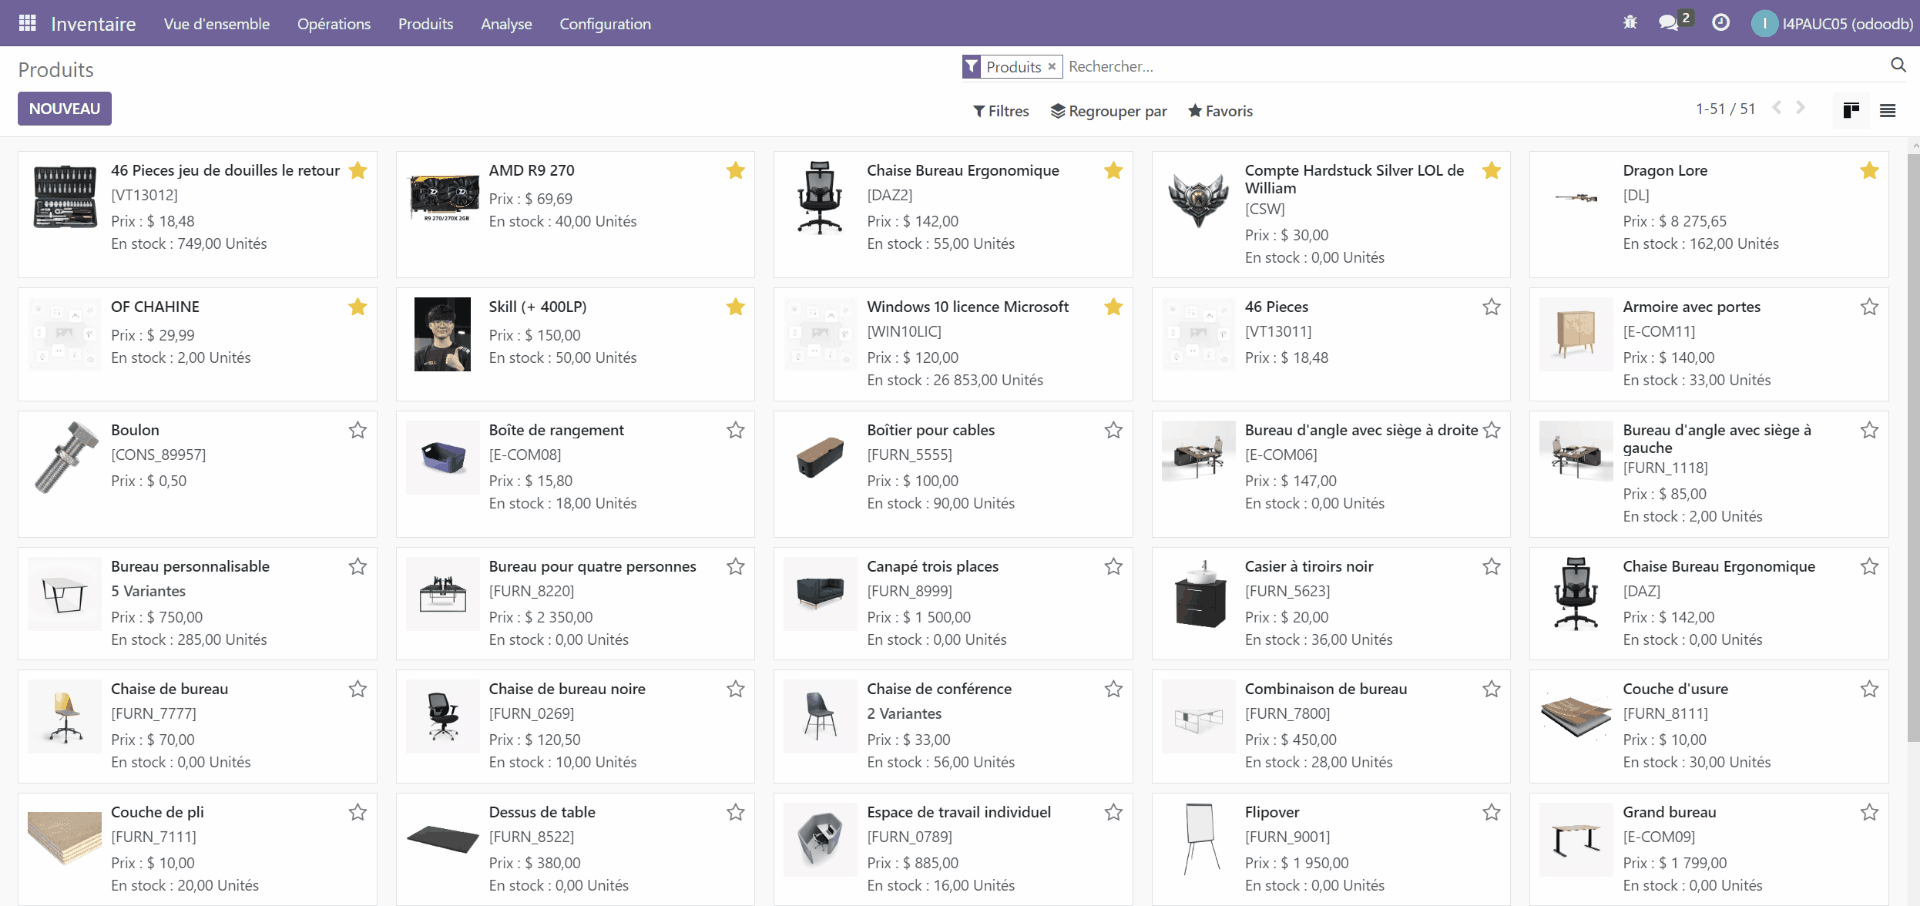 Inventaire Vue d'ensemble Opérations Produits Analyse Configuration 2 I I4PAUC05 (odoodb)
Produits
Produits × Rechercher...
NOUVEAU
Filtres Regrouper par Favoris 1-51 / 51
46 Pieces jeu de douilles le retour
[VT13012]
Prix : $ 18,48
En stock : 749,00 Unités
AMD R9 270
Prix : $ 69,69
En stock : 40,00 Unités
R9 270/270X 2GB
Chaise Bureau Ergonomique
[DAZ2]
Prix : $ 142,00
En stock : 55,00 Unités
Compte Hardstuck Silver LOL de
William
[CSW]
Prix : $ 30,00
En stock : 0,00 Unités
Dragon Lore
[DL]
Prix : $ 8 275,65
En stock : 162,00 Unités
OF CHAHINE
Prix : $ 29,99
En stock : 2,00 Unités
Skill (+ 400LP)
Prix : $ 150,00
En stock : 50,00 Unités
Windows 10 licence Microsoft
[WIN10LIC]
Prix : $ 120,00
En stock : 26 853,00 Unités
46 Pieces
[VT13011]
Prix : $ 18,48
Armoire avec portes
[E-COM11]
Prix : $ 140,00
En stock : 33,00 Unités
Boulon
[CONS_89957]
Prix : $ 0,50
Boîte de rangement
[E-COM08]
Prix : $ 15,80
En stock : 18,00 Unités
Boîtier pour cables
[FURN_5555]
Prix : $ 100,00
En stock : 90,00 Unités
Bureau d'angle avec siège à droite
[E-COM06]
Prix : $ 147,00
En stock : 0,00 Unités
Bureau d'angle avec siège à
gauche
[FURN_1118]
Prix : $ 85,00
En stock : 2,00 Unités
Bureau personnalisable
5 Variantes
Prix : $ 750,00
En stock : 285,00 Unités
Bureau pour quatre personnes
[FURN_8220]
Prix : $ 2 350,00
En stock : 0,00 Unités
Canapé trois places
[FURN_8999]
Prix : $ 1 500,00
En stock : 0,00 Unités
Casier à tiroirs noir
[FURN_5623]
Prix : $ 20,00
En stock : 36,00 Unités
Chaise Bureau Ergonomique
[DAZ]
Prix : $ 142,00
En stock : 0,00 Unités
Chaise de bureau
[FURN_7777]
Prix : $ 70,00
En stock : 0,00 Unités
Chaise de bureau noire
[FURN_0269]
Prix : $ 120,50
En stock : 10,00 Unités
Chaise de conférence
2 Variantes
Prix : $ 33,00
En stock : 56,00 Unités
Combinaison de bureau
[FURN_7800]
Prix : $ 450,00
En stock : 28,00 Unités
Couche d'usure
[FURN_8111]
Prix : $ 10,00
En stock : 30,00 Unités
Couche de pli
[FURN_7111]
Prix : $ 10,00
En stock : 20,00 Unités
Dessus de table
[FURN_8522]
Prix : $ 380,00
En stock : 0,00 Unités
Espace de travail individuel
[FURN_0789]
Prix : $ 885,00
En stock : 16,00 Unités
Flipover
[FURN_9001]
Prix : $ 1 950,00
En stock : 0,00 Unités
Grand bureau
[E-COM09]
Prix : $ 1 799,00
En stock : 0,00 Unités